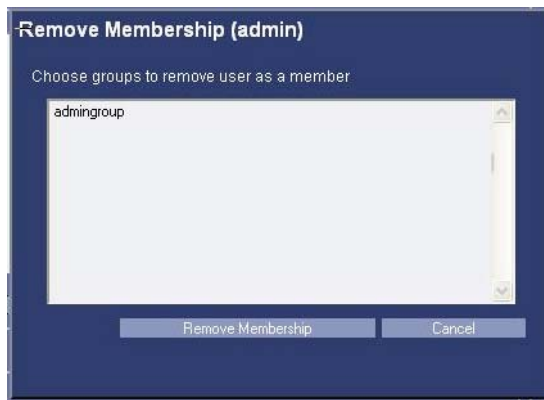 Remove Membership (admin)
Choose groups to remove user as a member
admingroup
Remove Membership
Cancel